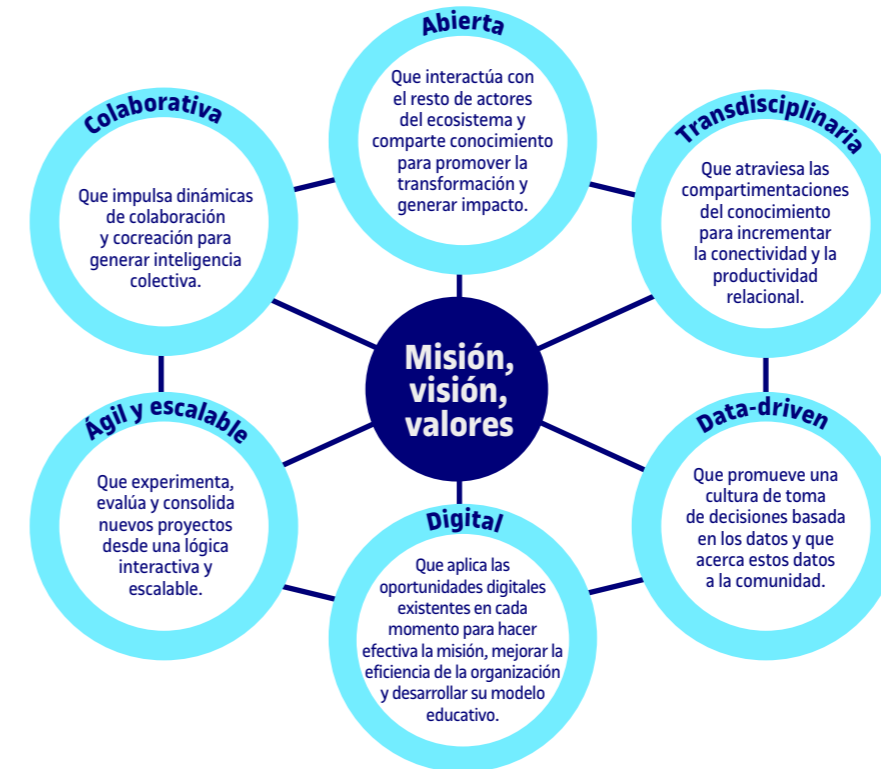 Abierta
Que interactúa con
el resto de actores
del ecosistema y
comparte conocimiento
para promover la
transformación y
generar impacto.
Colaborativa
Que impulsa dinámicas
de colaboración
y cocreación para
generar inteligencia
colectiva.
Transdisciplinaria
Que atraviesa las
compartimentaciones
del conocimiento
para incrementar
la conectividad y la
productividad
relacional.
Misión,
visión,
valores
Ágil y escalable
Que experimenta,
evalúa y consolida
nuevos proyectos
desde una lógica
interactiva y
escalable.
Data-driven
Que promueve una
cultura de toma
de decisiones basada
en los datos y que
acerca estos datos
a la comunidad.
Digital
Que aplica las
oportunidades digitales
existentes en cada
momento para hacer
efectiva la misión, mejorar la
eficiencia de la organización
y desarrollar su modelo
educativo.